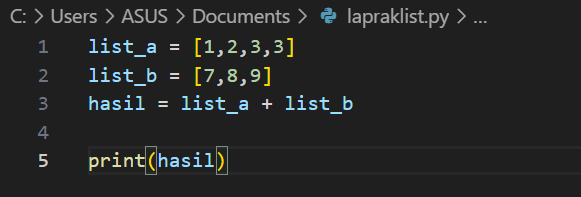 C: > Users > ASUS > Documents > lapraklist.py > ...
1 list_a = [1,2,3,3]
2 list_b = [7,8,9]
3 hasil = list_a + list_b
4
5 print(hasil)